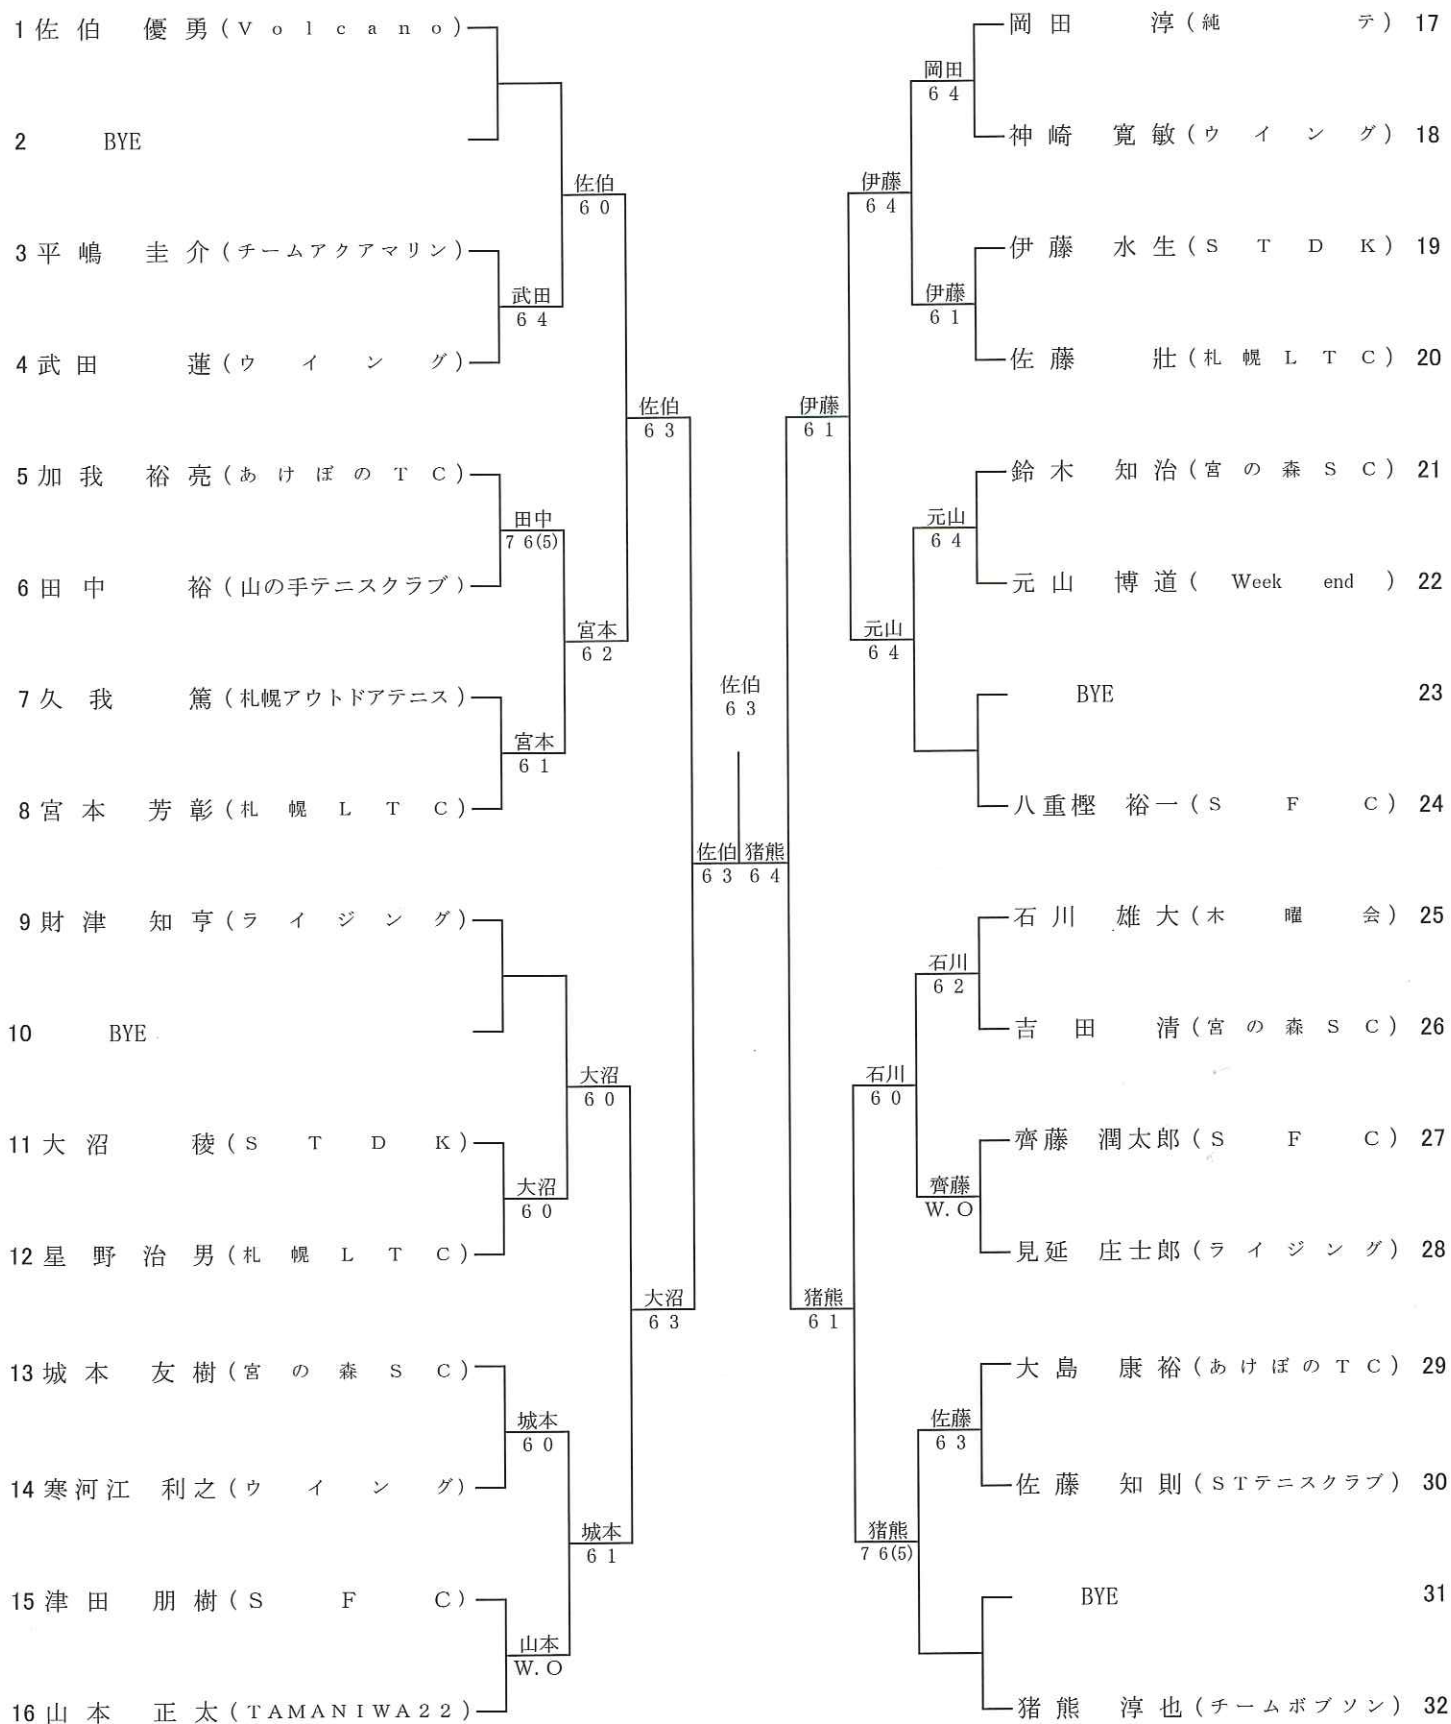 1 佐伯 優勇 (Volcano)
2 BYE
3 平嶋 圭介 (チームアクアマリン)
4 武田 蓮 (ウイング)
5 加我 裕亮 (あけぼのTC)
6 田中 裕 (山の手テニスクラブ)
7 久我 篤 (札幌アウトドアテニス)
8 宮本 芳彰 (札幌LTC)
9 財津 知亨 (ライジング)
10 BYE
11 大沼 稜 (STDK)
12 星野治男 (札幌LTC)
13 城本 友樹 (宮の森SC)
14 寒河江 利之 (ウイング)
15 津田 朋樹 (SFC)
16 山本 正太 (TAMANIWA22)
武田
6 4
田中
7 6(5)
宮本
6 1
大沼
6 0
城本
6 0
山本
W.O
佐伯
6 0
宮本
6 2
大沼
6 0
城本
6 1
佐伯
6 3
大沼
6 3
佐伯
6 3
佐伯
6 3
猪熊
6 4
伊藤
6 1
猪熊
6 1
伊藤
6 4
元山
6 4
石川
6 0
猪熊
7 6(5)
岡田
6 4
伊藤
6 1
元山
6 4
石川
6 2
齊藤
W.O
佐藤
6 3
岡田 淳 (純テ) 17
神崎 寛敏 (ウイング) 18
伊藤 水生 (STDK) 19
佐藤 壯 (札幌LTC) 20
鈴木 知治 (宮の森SC) 21
元山 博道 (Week end) 22
BYE 23
八重樫 裕一 (SFC) 24
石川 雄大 (木曜会) 25
吉田 清 (宮の森SC) 26
齊藤 潤太郎 (SFC) 27
見延 庄士郎 (ライジング) 28
大島 康裕 (あけぼのTC) 29
佐藤 知則 (STテニスクラブ) 30
BYE 31
猪熊 淳也 (チームボブソン) 32